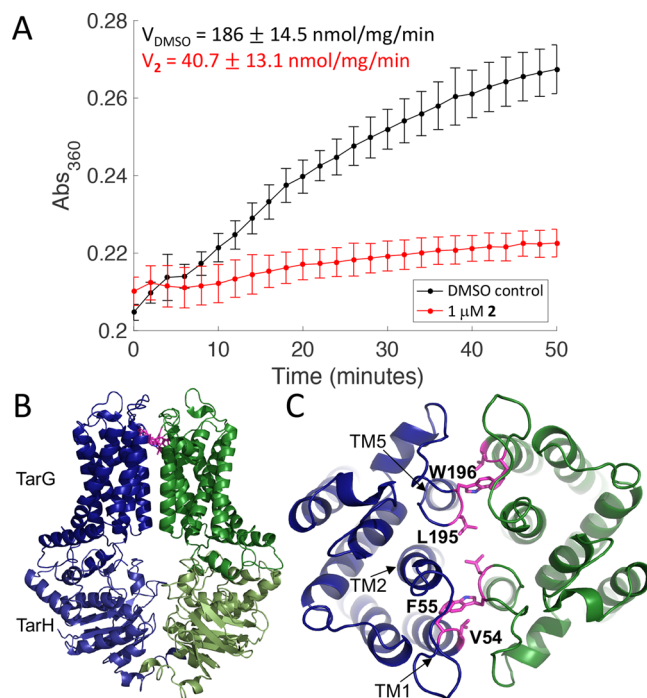 A
V_DMSO = 186 ± 14.5 nmol/mg/min
V_2 = 40.7 ± 13.1 nmol/mg/min
0.28
0.26
0.24
0.22
0.2
Abs_360
DMSO control
1 μM 2
0 10 20 30 40 50
Time (minutes)
B
TarG
TarH
C
TM5
W196
L195
TM2
F55
V54
TM1